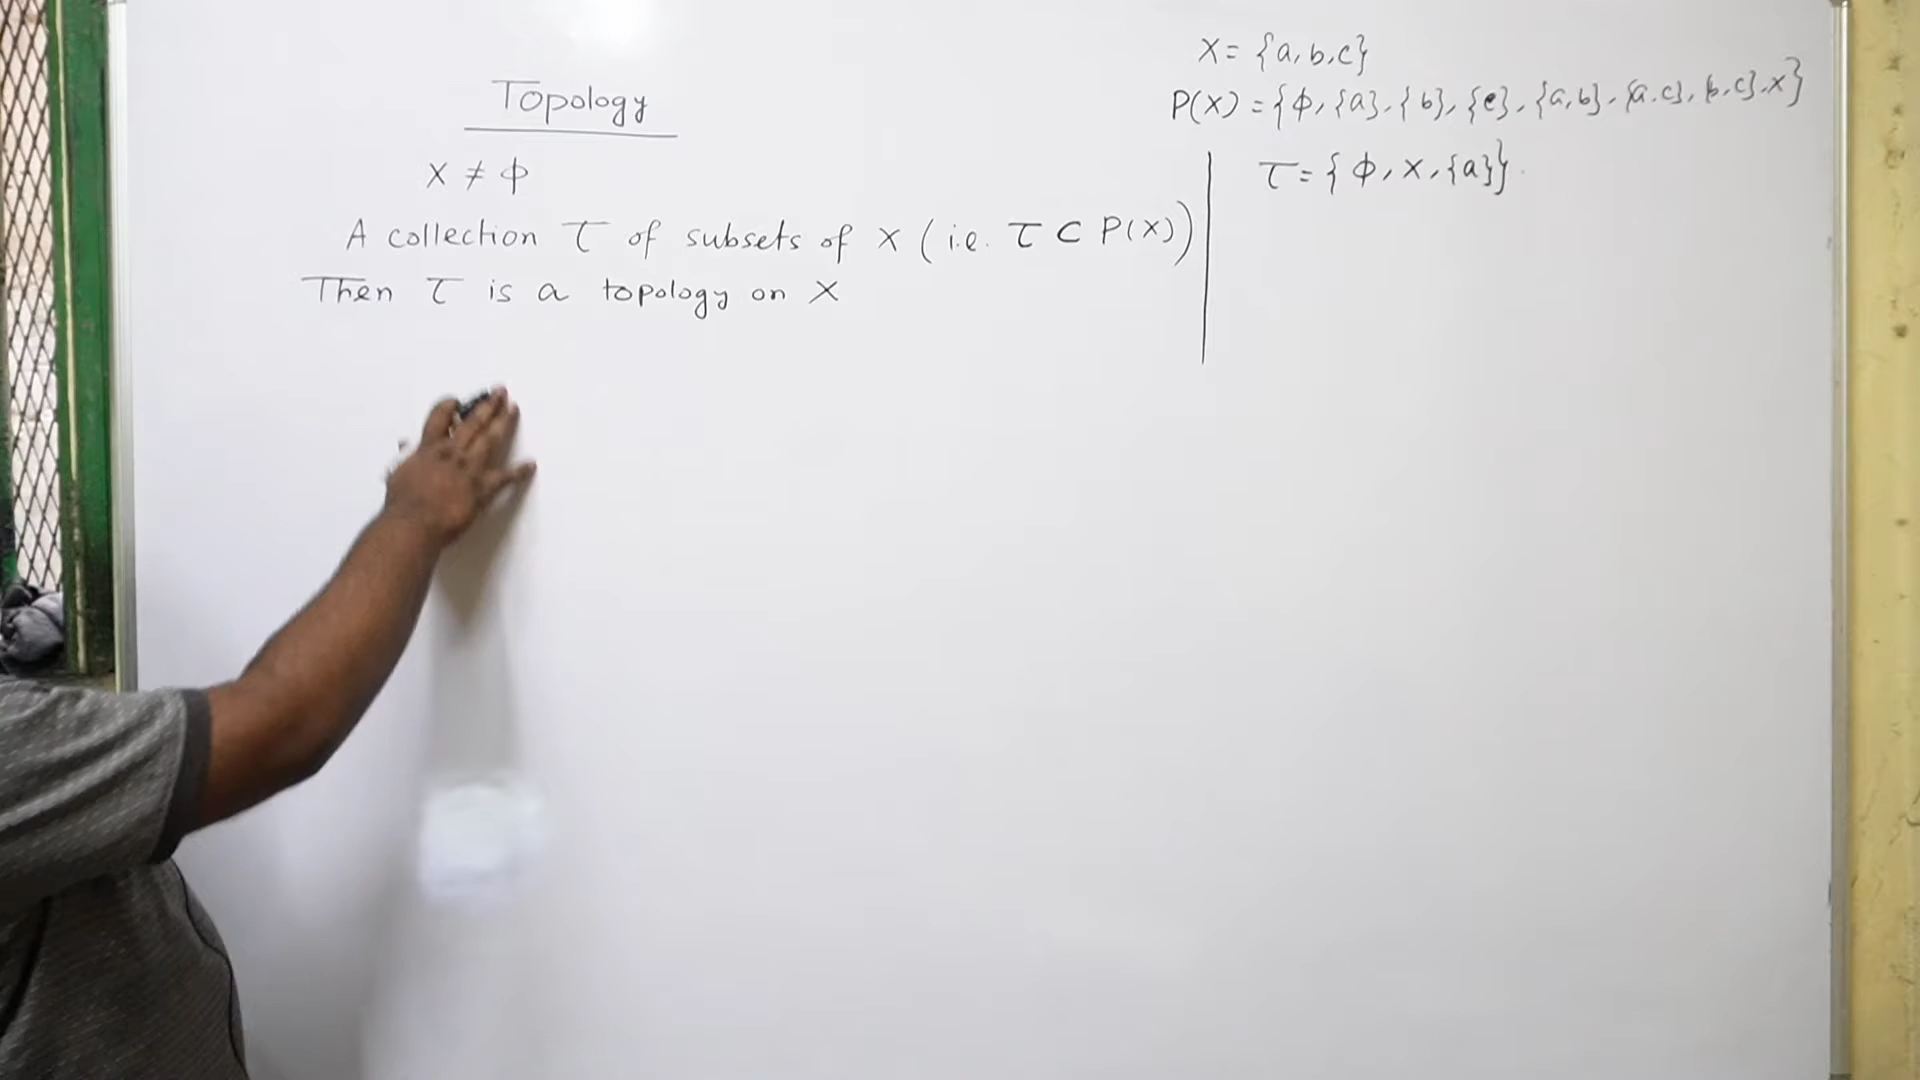 Topology
X ≠ ϕ
A collection τ of subsets of X (i.e. τ ⊂ P(X))
Then τ is a topology on X
X = {a, b, c}
P(X) = {ϕ, {a}, {b}, {c}, {a, b}, {a, c}, {b, c}, X}
τ = {ϕ, X, {a}}.